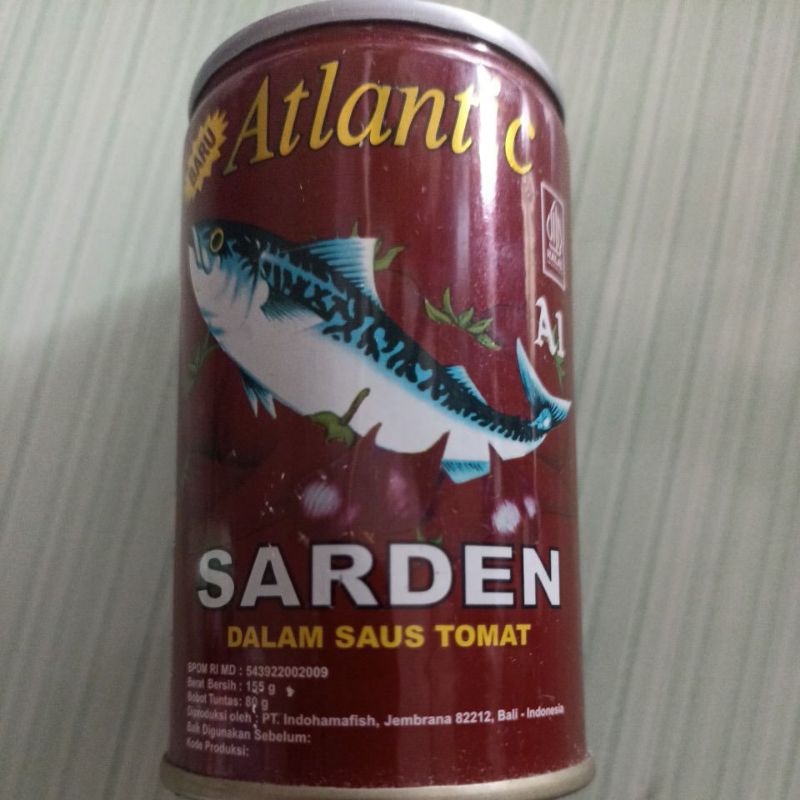 BARU
Atlantic
HALAL
A1
SARDEN
DALAM SAUS TOMAT
BPOM RI MD : 543922002009
Berat Bersih : 155 g
Bobot Tuntas: 80 g
Diproduksi oleh : PT. Indohamafish, Jembrana 82212, Bali - Indonesia
Baik Digunakan Sebelum:
Kode Produksi: